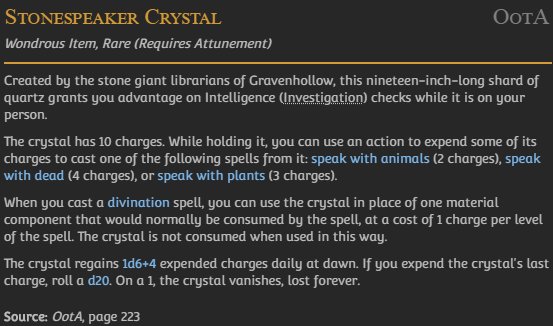 Stonespeaker Crystal OotA
Wondrous Item, Rare (Requires Attunement)
Created by the stone giant librarians of Gravenhollow, this nineteen-inch-long shard of
quartz grants you advantage on Intelligence (Investigation) checks while it is on your
person.
The crystal has 10 charges. While holding it, you can use an action to expend some of its
charges to cast one of the following spells from it: speak with animals (2 charges), speak
with dead (4 charges), or speak with plants (3 charges).
When you cast a divination spell, you can use the crystal in place of one material
component that would normally be consumed by the spell, at a cost of 1 charge per level
of the spell. The crystal is not consumed when used in this way.
The crystal regains 1d6+4 expended charges daily at dawn. If you expend the crystal's last
charge, roll a d20. On a 1, the crystal vanishes, lost forever.
Source: OotA, page 223